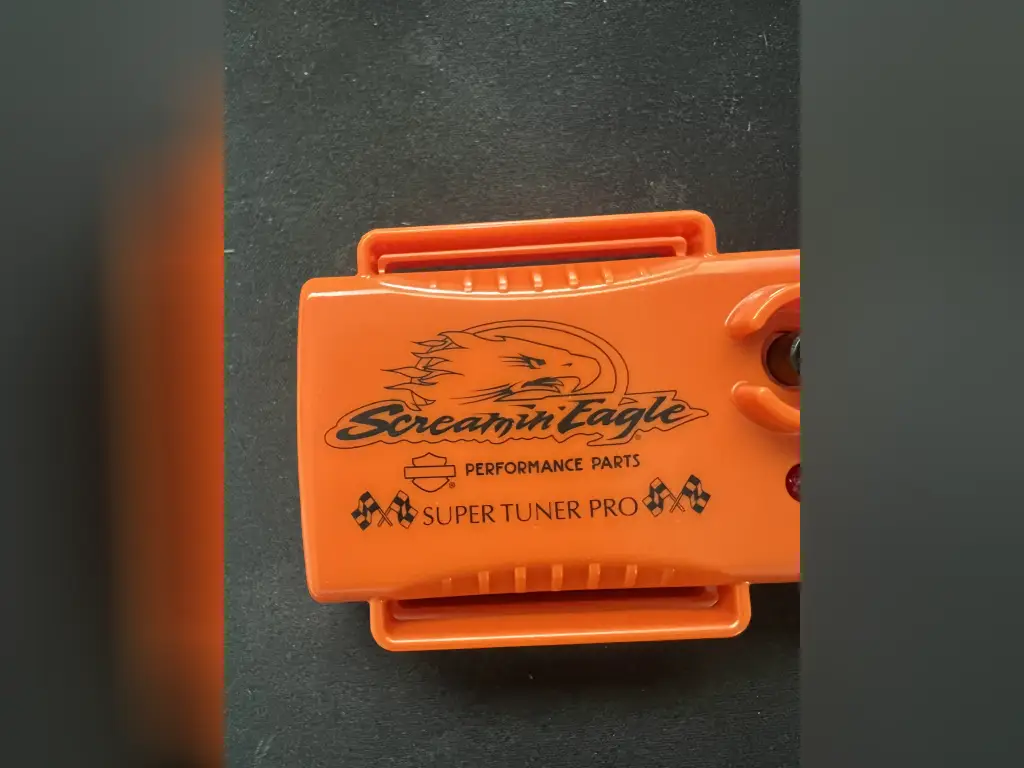 Screamin' Eagle®
® PERFORMANCE PARTS
SUPER TUNER PRO